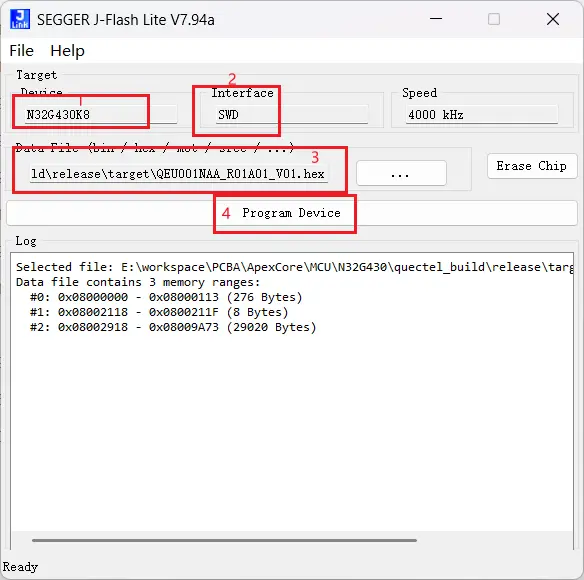 SEGGER J-Flash Lite V7.94a
File Help
Target
Device Interface Speed
N32G430K8 SWD 4000 kHz
1 2
Data File (bin / hex / mot / srec / ...)
3
ld\release\target\QEU001NAA_R01A01_V01.hex ... Erase Chip
4 Program Device
Log
Selected file: E:\workspace\PCBA\ApexCore\MCU\N32G430\quectel_build\release\targ
Data file contains 3 memory ranges:
#0: 0x08000000 - 0x08000113 (276 Bytes)
#1: 0x08002118 - 0x0800211F (8 Bytes)
#2: 0x08002918 - 0x08009A73 (29020 Bytes)
Ready